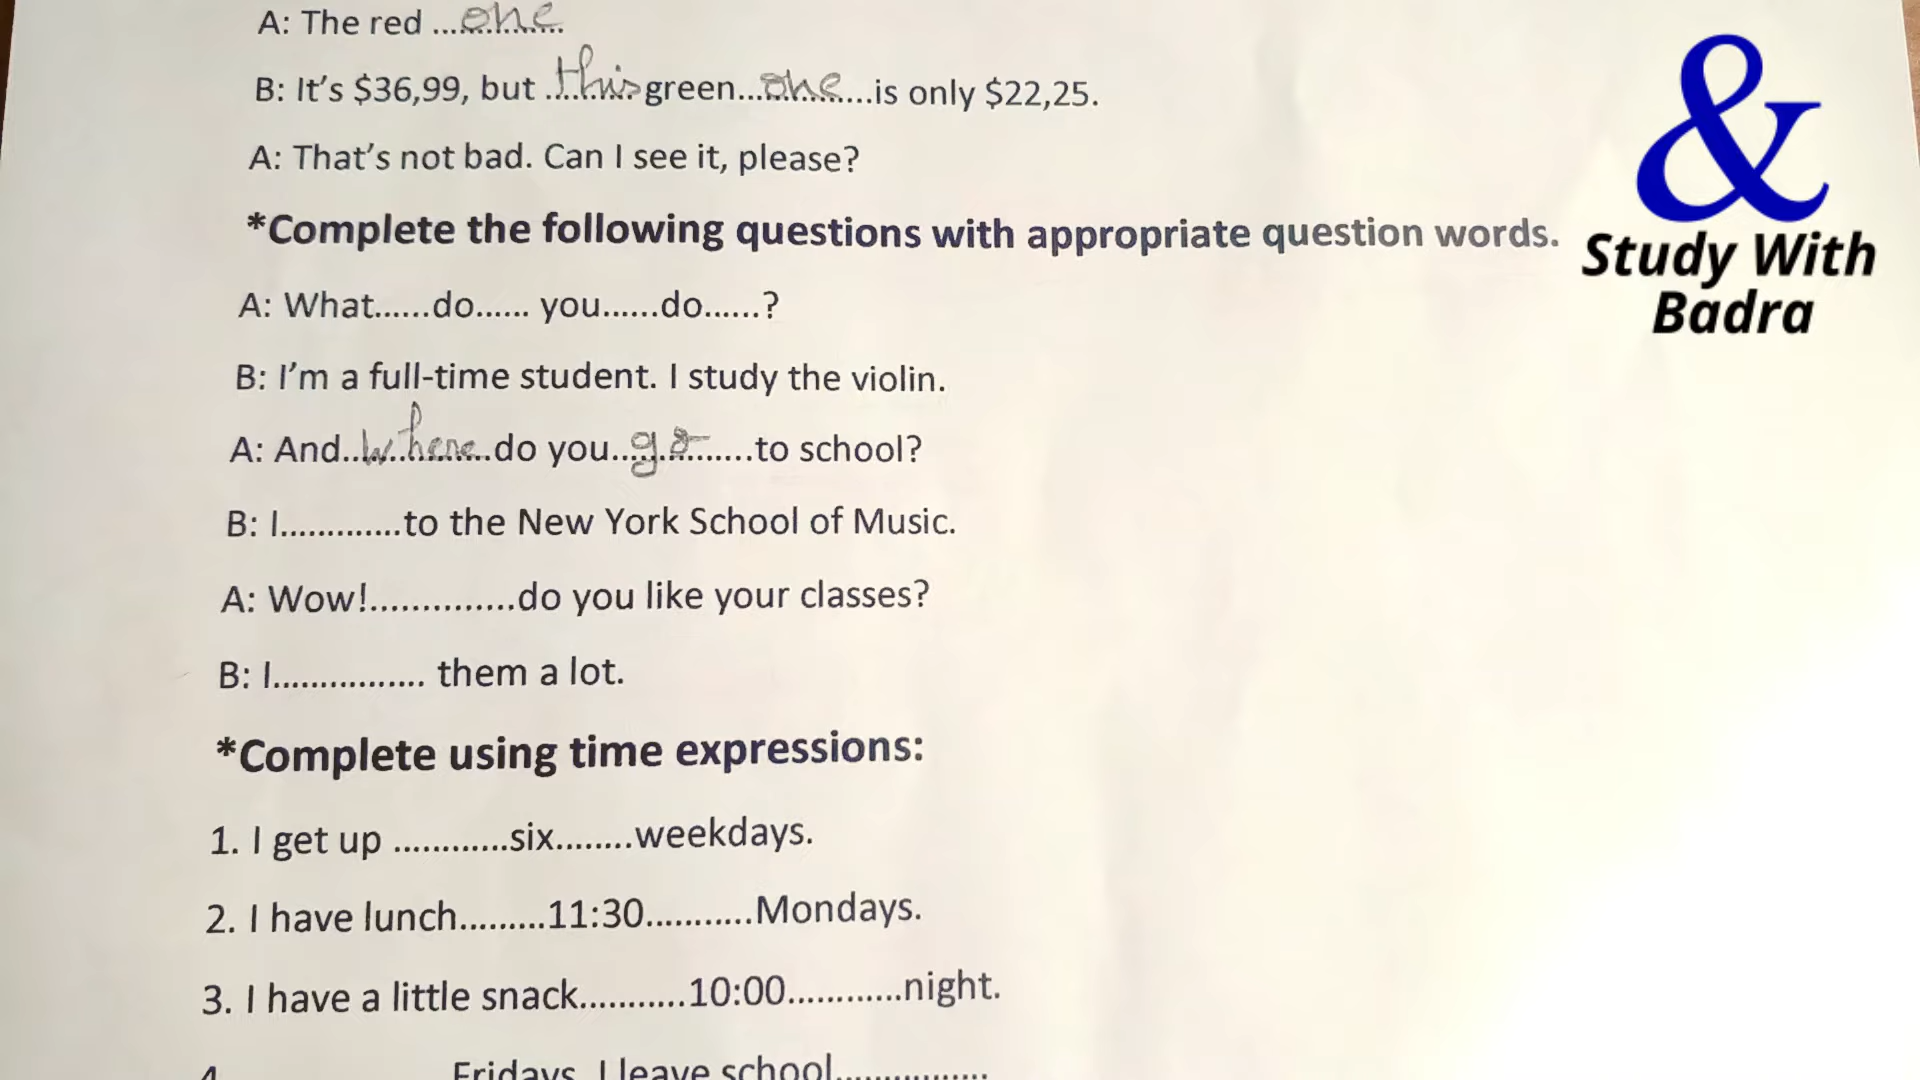 A: The red ...one...
B: It's $36,99, but ...this...green...one...is only $22,25.
A: That's not bad. Can I see it, please?
*Complete the following questions with appropriate question words.
A: What......do...... you......do......?
B: I'm a full-time student. I study the violin.
A: And..where..do you..go.......to school?
B: I.............to the New York School of Music.
A: Wow!..............do you like your classes?
B: I................ them a lot.
*Complete using time expressions:
1. I get up ............six........weekdays.
2. I have lunch.........11:30...........Mondays.
3. I have a little snack...........10:00............night.
4 Fridays, I leave school................
&
Study With
Badra